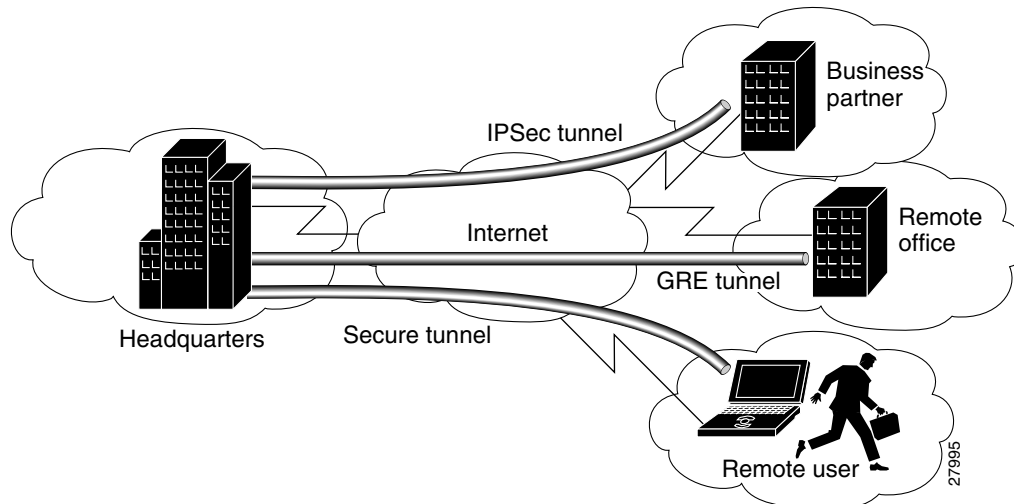 Business
partner
IPSec tunnel
Internet
Remote
office
GRE tunnel
Headquarters
Secure tunnel
Remote user
27995